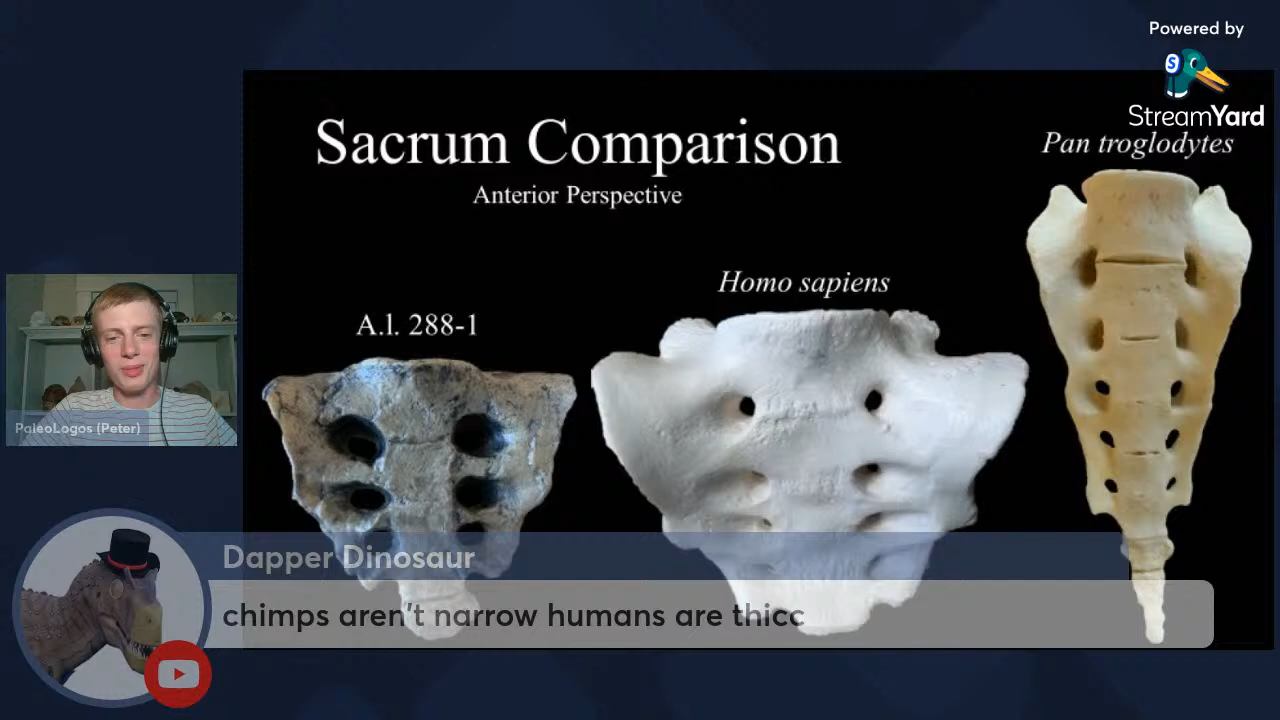 Powered by
S
StreamYard
Sacrum Comparison
Anterior Perspective
Pan troglodytes
Homo sapiens
A.l. 288-1
PaleoLogos (Peter)
Dapper Dinosaur
chimps aren't narrow humans are thicc